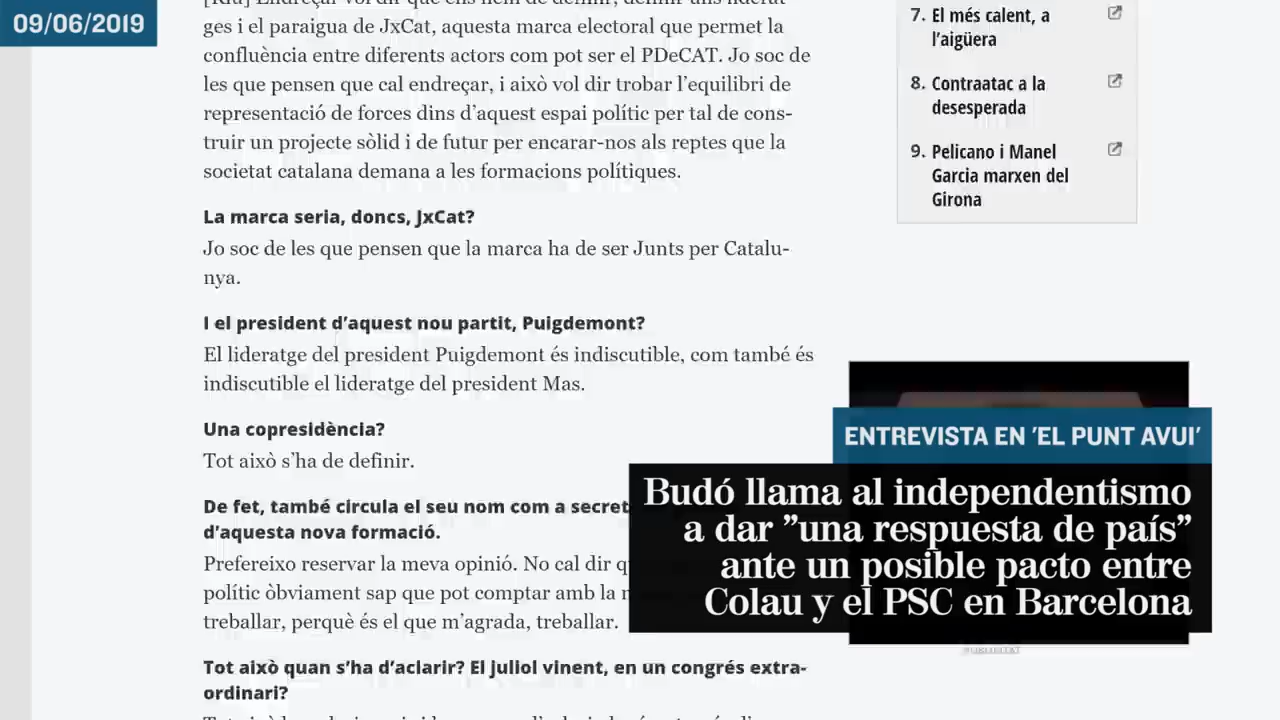 09/06/2019
ges i el paraigua de JxCat, aquesta marca electoral que permet la
confluència entre diferents actors com pot ser el PDeCAT. Jo soc de
les que pensen que cal endreçar, i això vol dir trobar l’equilibri de
representació de forces dins d’aquest espai polític per tal de cons-
truir un projecte sòlid i de futur per encarar-nos als reptes que la
societat catalana demana a les formacions polítiques.
La marca seria, doncs, JxCat?
Jo soc de les que pensen que la marca ha de ser Junts per Catalu-
nya.
I el president d’aquest nou partit, Puigdemont?
El lideratge del president Puigdemont és indiscutible, com també és
indiscutible el lideratge del president Mas.
Una copresidència?
Tot això s’ha de definir.
De fet, també circula el seu nom com a secret
d’aquesta nova formació.
Prefereixo reservar la meva opinió. No cal dir q
polític òbviament sap que pot comptar amb la
treballar, perquè és el que m’agrada, treballar.
Tot això quan s’ha d’aclarir? El juliol vinent, en un congrés extra-
ordinari?
7. El més calent, a
l’aigüera
8. Contraatac a la
desesperada
9. Pelicano i Manel
Garcia marxen del
Girona
ENTREVISTA EN ’EL PUNT AVUI’
Budó llama al independentismo
a dar ”una respuesta de país”
ante un posible pacto entre
Colau y el PSC en Barcelona